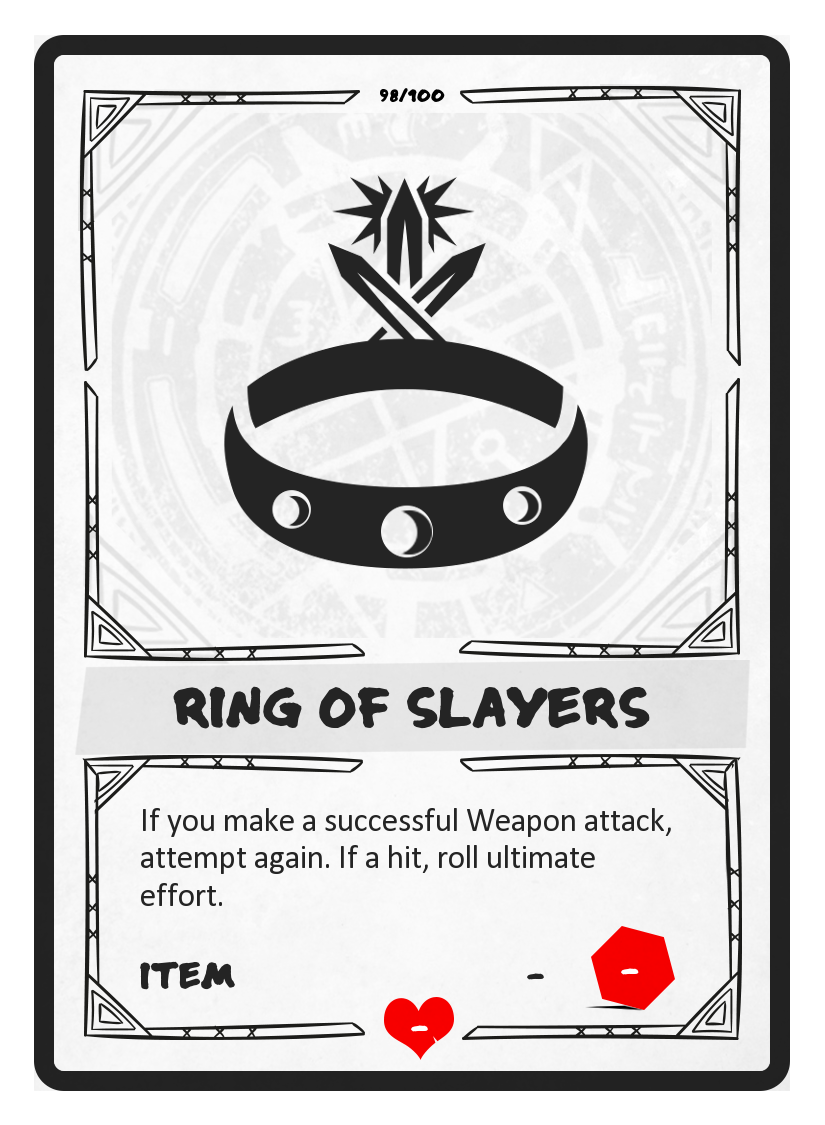 98/100
RING OF SLAYERS
If you make a successful Weapon attack,
attempt again. If a hit, roll ultimate
effort.
ITEM - -
-